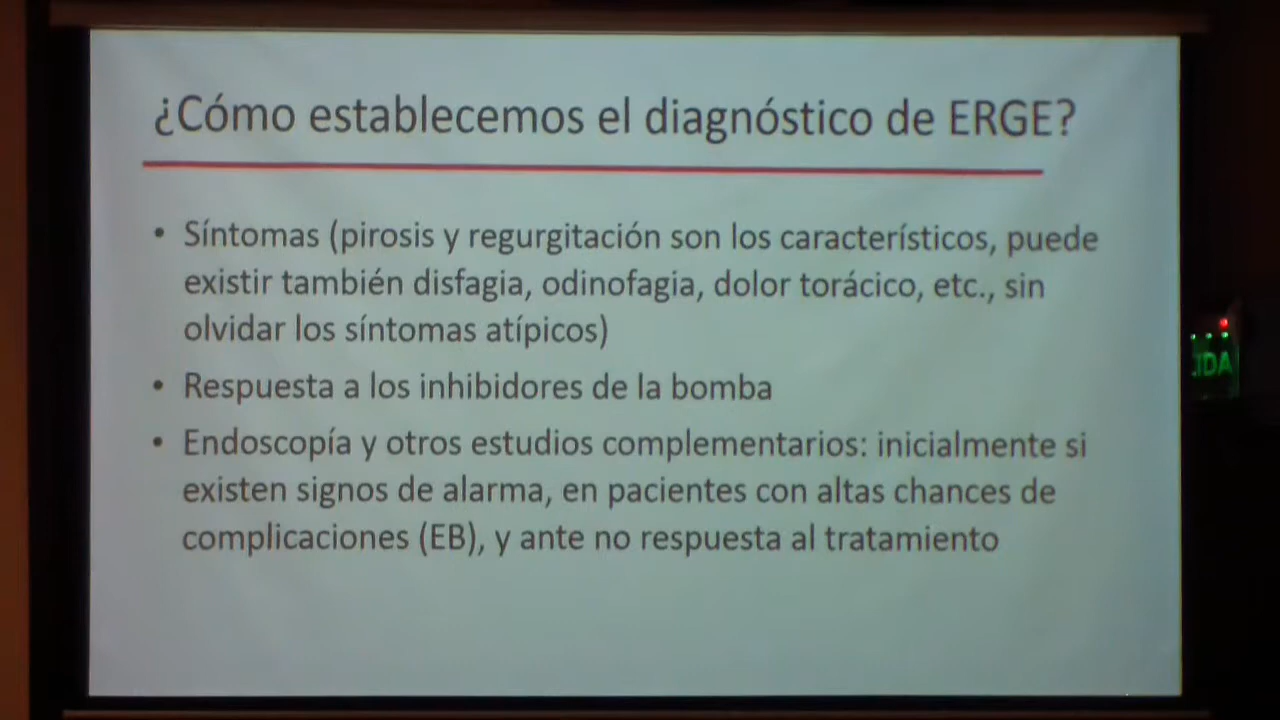 ¿Cómo establecemos el diagnóstico de ERGE?
• Síntomas (pirosis y regurgitación son los característicos, puede
existir también disfagia, odinofagia, dolor torácico, etc., sin
olvidar los síntomas atípicos)
• Respuesta a los inhibidores de la bomba
• Endoscopía y otros estudios complementarios: inicialmente si
existen signos de alarma, en pacientes con altas chances de
complicaciones (EB), y ante no respuesta al tratamiento